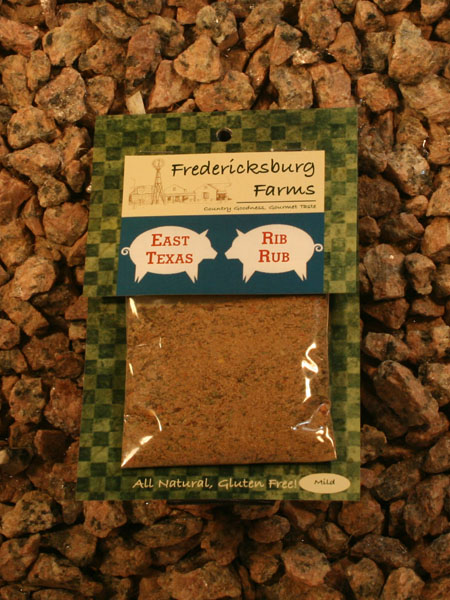 Fredericksburg
Farms
Country Goodness, Gourmet Taste
EAST
TEXAS
RIB
RUB
All Natural, Gluten Free!
Mild